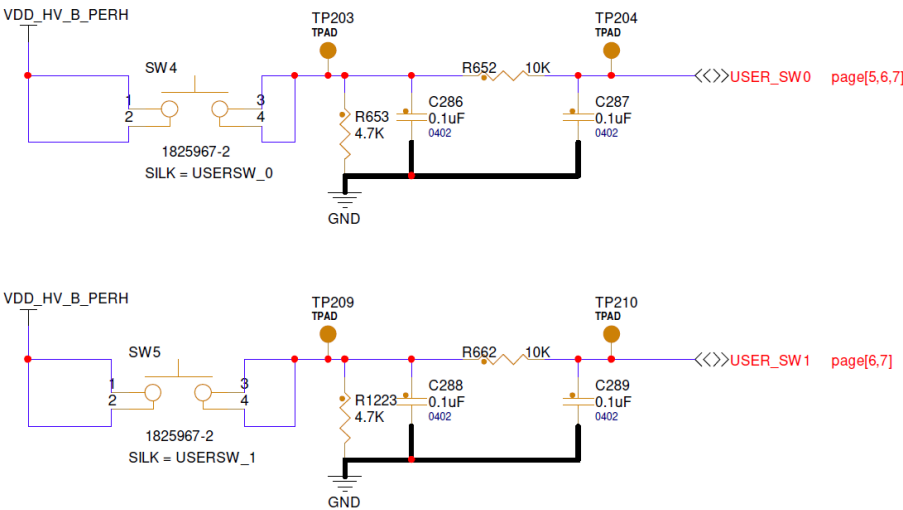 VDD_HV_B_PERH
TP203
TPAD
TP204
TPAD
SW4
R652 10K
USER_SW0 page[5,6,7]
1 3
2 4
R653
4.7K
C286
0.1uF
0402
C287
0.1uF
0402
1825967-2
SILK = USERSW_0
GND
VDD_HV_B_PERH
TP209
TPAD
TP210
TPAD
SW5
R662 10K
USER_SW1 page[6,7]
1 3
2 4
R1223
4.7K
C288
0.1uF
0402
C289
0.1uF
0402
1825967-2
SILK = USERSW_1
GND